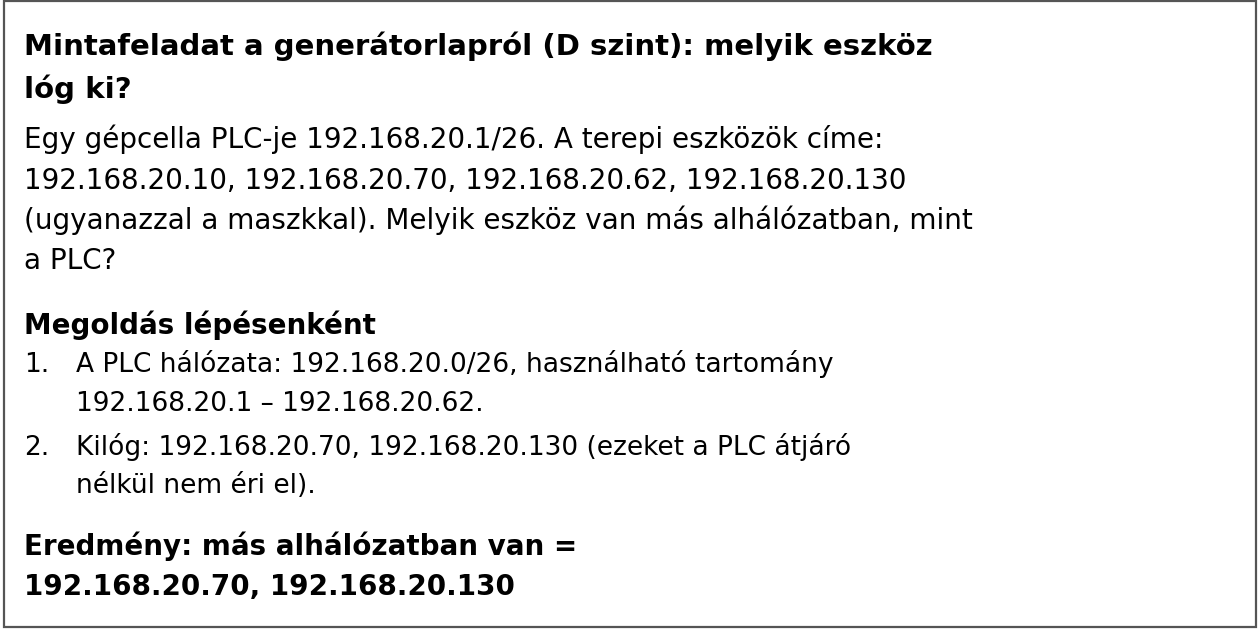 Mintafeladat a generátorlapról (D szint): melyik eszköz
lóg ki?
Egy gépcella PLC-je 192.168.20.1/26. A terepi eszközök címe:
192.168.20.10, 192.168.20.70, 192.168.20.62, 192.168.20.130
(ugyanazzal a maszkkal). Melyik eszköz van más alhálózatban, mint
a PLC?
Megoldás lépésenként
1. A PLC hálózata: 192.168.20.0/26, használható tartomány
192.168.20.1 – 192.168.20.62.
2. Kilóg: 192.168.20.70, 192.168.20.130 (ezeket a PLC átjáró
nélkül nem éri el).
Eredmény: más alhálózatban van =
192.168.20.70, 192.168.20.130